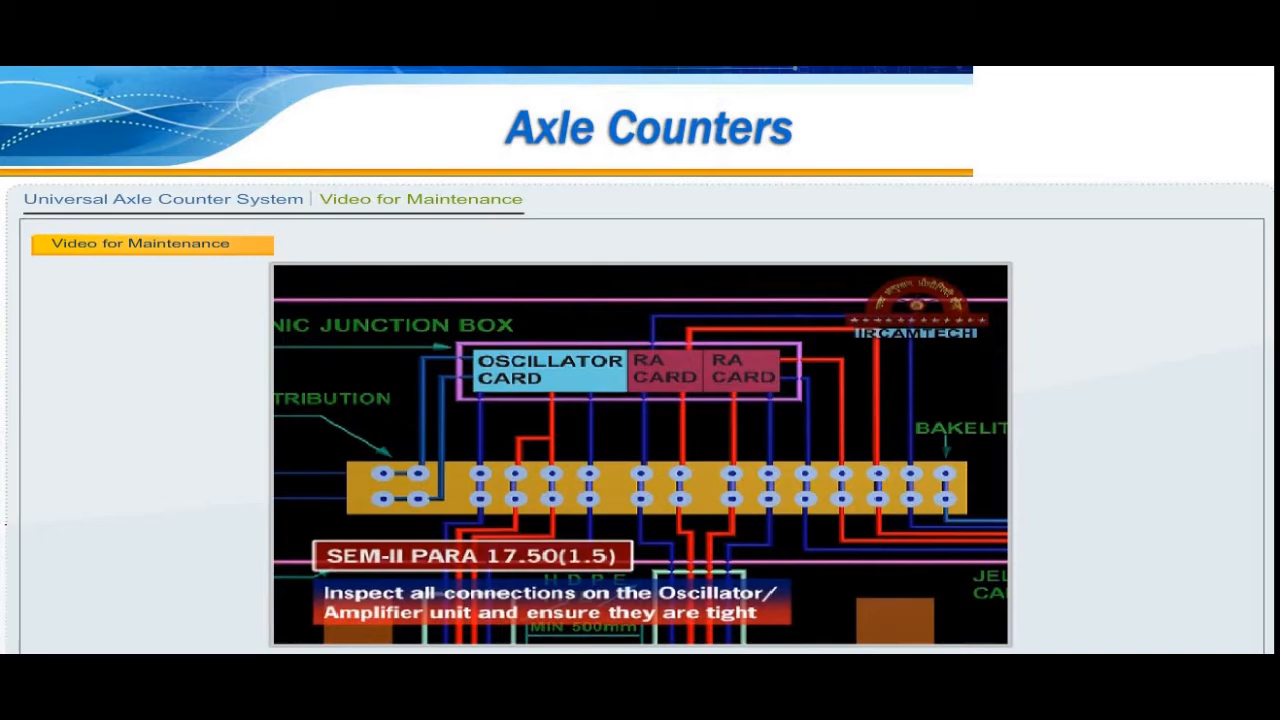 Axle Counters
Universal Axle Counter System | Video for Maintenance
Video for Maintenance
NIC JUNCTION BOX
IRCAMTECH
OSCILLATOR
CARD
RA
CARD
RA
CARD
TRIBUTION
BAKELIT
SEM-II PARA 17.50(1.5)
H D P E
JEL
CA
Inspect all connections on the Oscillator/
Amplifier unit and ensure they are tight
MIN 500mm